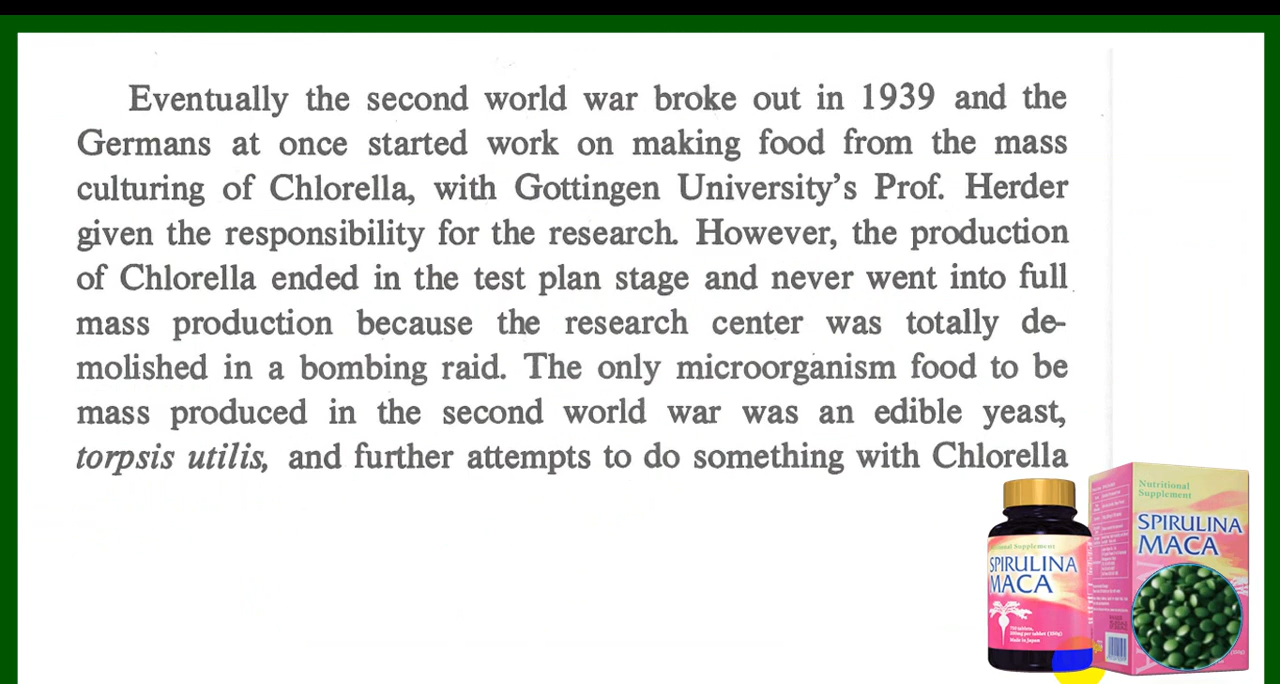 Eventually the second world war broke out in 1939 and the
Germans at once started work on making food from the mass
culturing of Chlorella, with Gottingen University's Prof. Herder
given the responsibility for the research. However, the production
of Chlorella ended in the test plan stage and never went into full
mass production because the research center was totally de-
molished in a bombing raid. The only microorganism food to be
mass produced in the second world war was an edible yeast,
torpsis utilis, and further attempts to do something with Chlorella
Nutritional Supplement
SPIRULINA
MACA
Made in Japan
Nutritional
Supplement
SPIRULINA
MACA